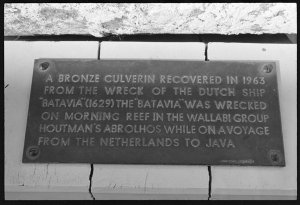 A BRONZE CULVERIN RECOVERED IN 1963
FROM THE WRECK OF THE DUTCH SHIP
"BATAVIA" (1629) THE "BATAVIA" WAS WRECKED
ON MORNING REEF IN THE WALLABI GROUP
HOUTMAN'S ABROLHOS WHILE ON A VOYAGE
FROM THE NETHERLANDS TO JAVA